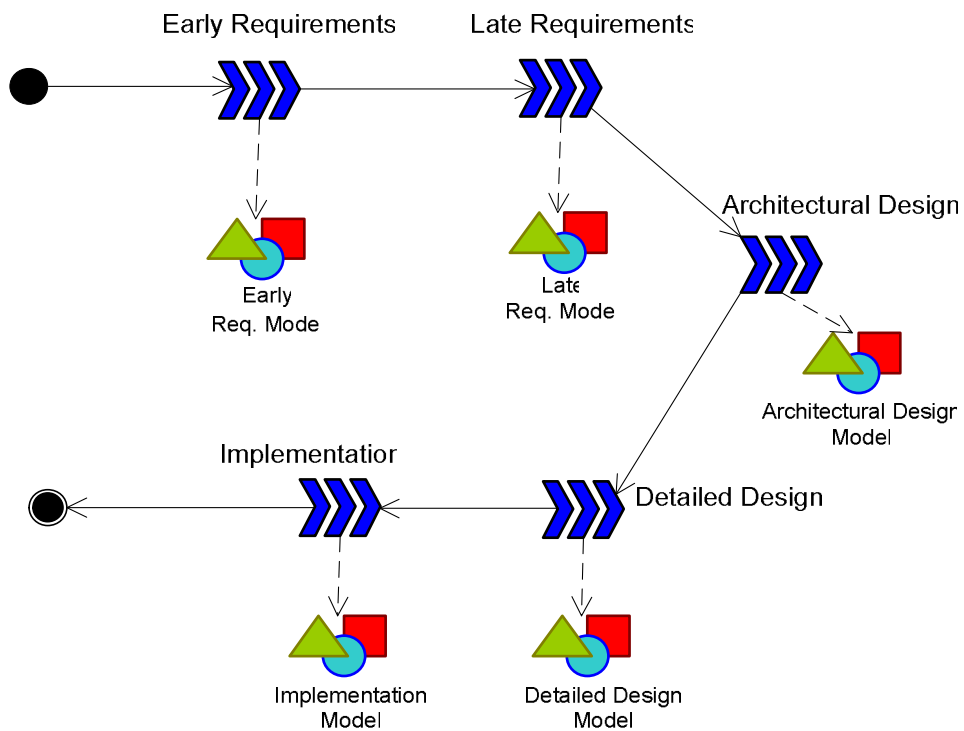 Early Requirements
Late Requirements
Architectural Design
Early
Req. Mode
Late
Req. Mode
Architectural Design
Model
Implementation
Detailed Design
Implementation
Model
Detailed Design
Model